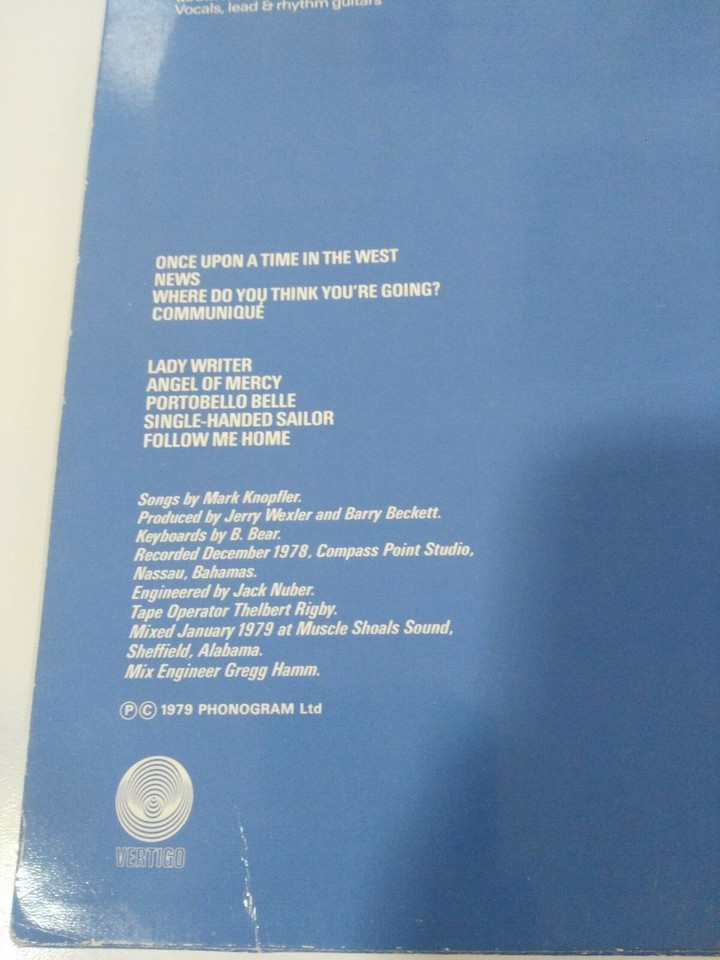 Vocals, lead & rhythm guitars
ONCE UPON A TIME IN THE WEST
NEWS
WHERE DO YOU THINK YOU'RE GOING?
COMMUNIQUÉ
LADY WRITER
ANGEL OF MERCY
PORTOBELLO BELLE
SINGLE-HANDED SAILOR
FOLLOW ME HOME
Songs by Mark Knopfler.
Produced by Jerry Wexler and Barry Beckett.
Keyboards by B. Bear.
Recorded December 1978, Compass Point Studio,
Nassau, Bahamas.
Engineered by Jack Nuber.
Tape Operator Thelbert Rigby.
Mixed January 1979 at Muscle Shoals Sound,
Sheffield, Alabama.
Mix Engineer Gregg Hamm.
Ⓟ Ⓒ 1979 PHONOGRAM Ltd
VERTIGO